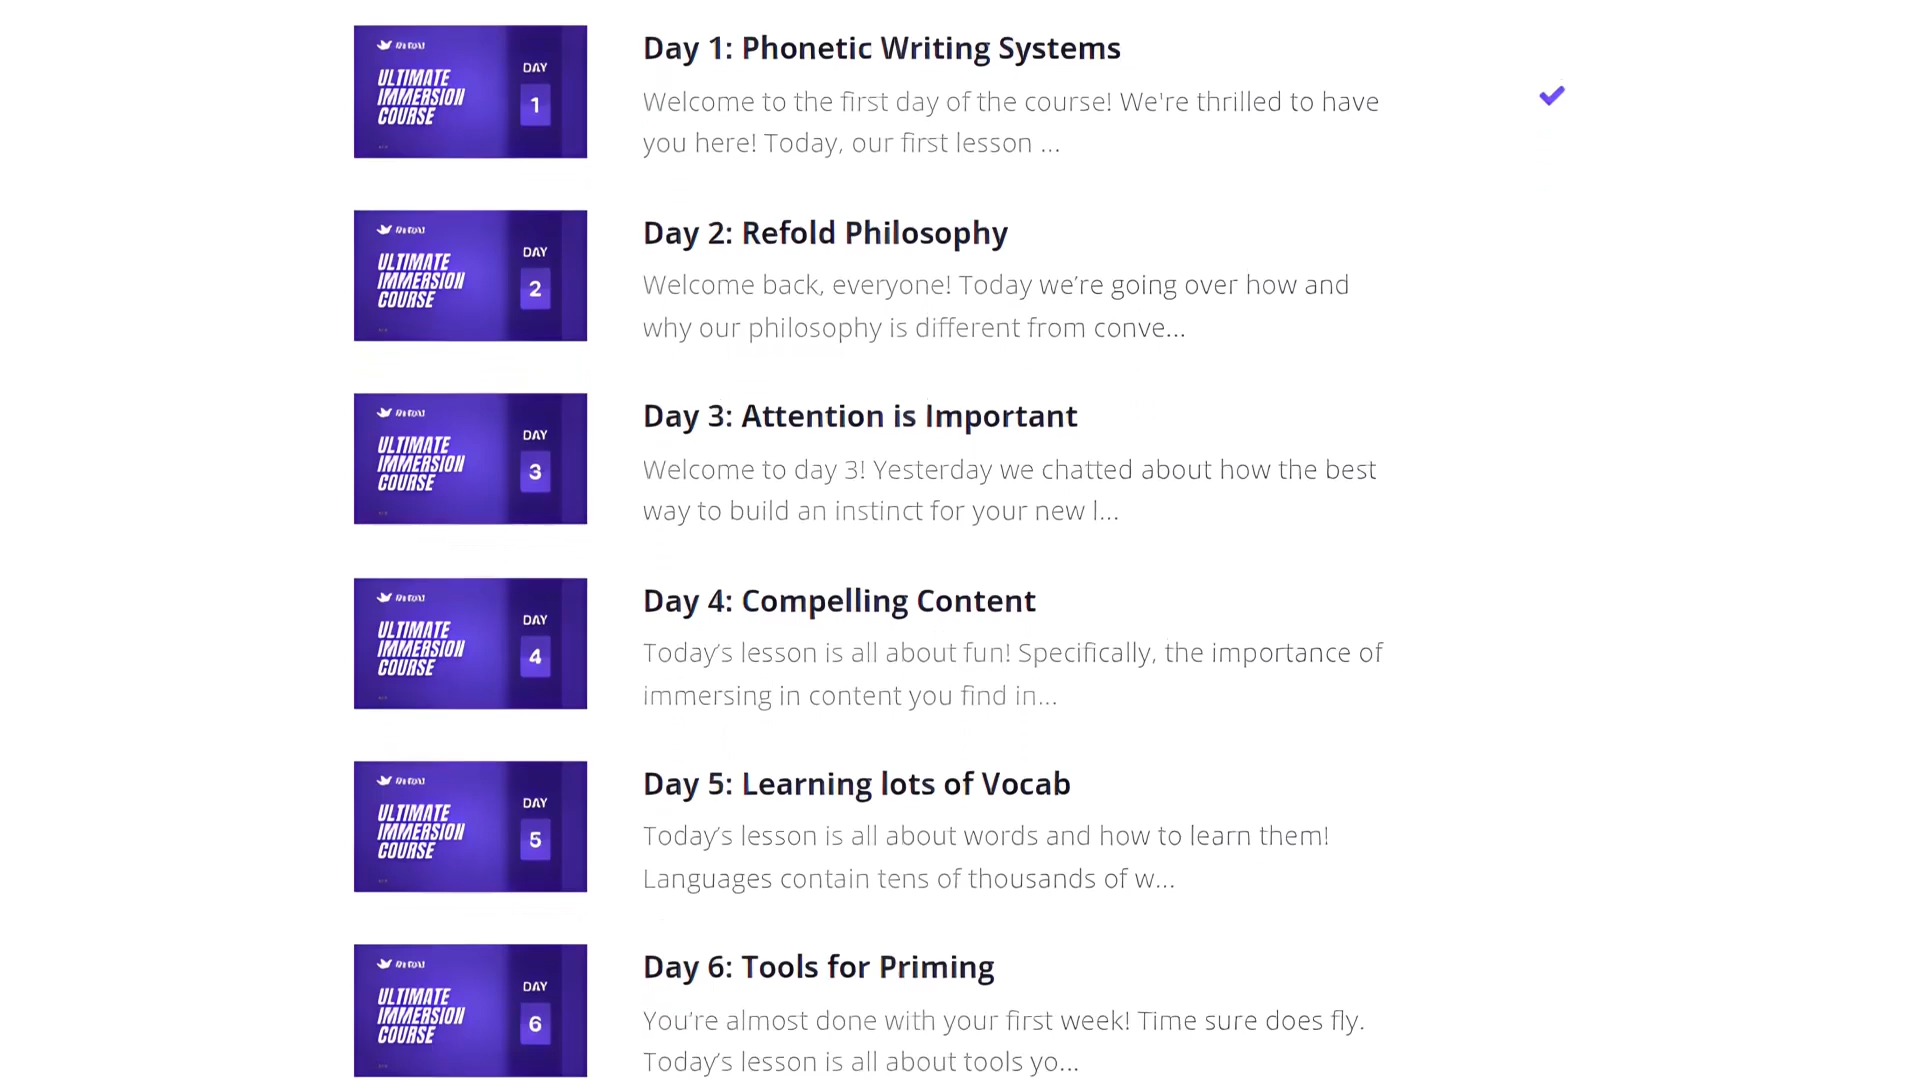 Refold
ULTIMATE
IMMERSION
COURSE
DAY
1
Day 1: Phonetic Writing Systems
Welcome to the first day of the course! We're thrilled to have
you here! Today, our first lesson ...
Refold
ULTIMATE
IMMERSION
COURSE
DAY
2
Day 2: Refold Philosophy
Welcome back, everyone! Today we’re going over how and
why our philosophy is different from conve...
Refold
ULTIMATE
IMMERSION
COURSE
DAY
3
Day 3: Attention is Important
Welcome to day 3! Yesterday we chatted about how the best
way to build an instinct for your new l...
Refold
ULTIMATE
IMMERSION
COURSE
DAY
4
Day 4: Compelling Content
Today’s lesson is all about fun! Specifically, the importance of
immersing in content you find in...
Refold
ULTIMATE
IMMERSION
COURSE
DAY
5
Day 5: Learning lots of Vocab
Today’s lesson is all about words and how to learn them!
Languages contain tens of thousands of w...
Refold
ULTIMATE
IMMERSION
COURSE
DAY
6
Day 6: Tools for Priming
You’re almost done with your first week! Time sure does fly.
Today’s lesson is all about tools yo...